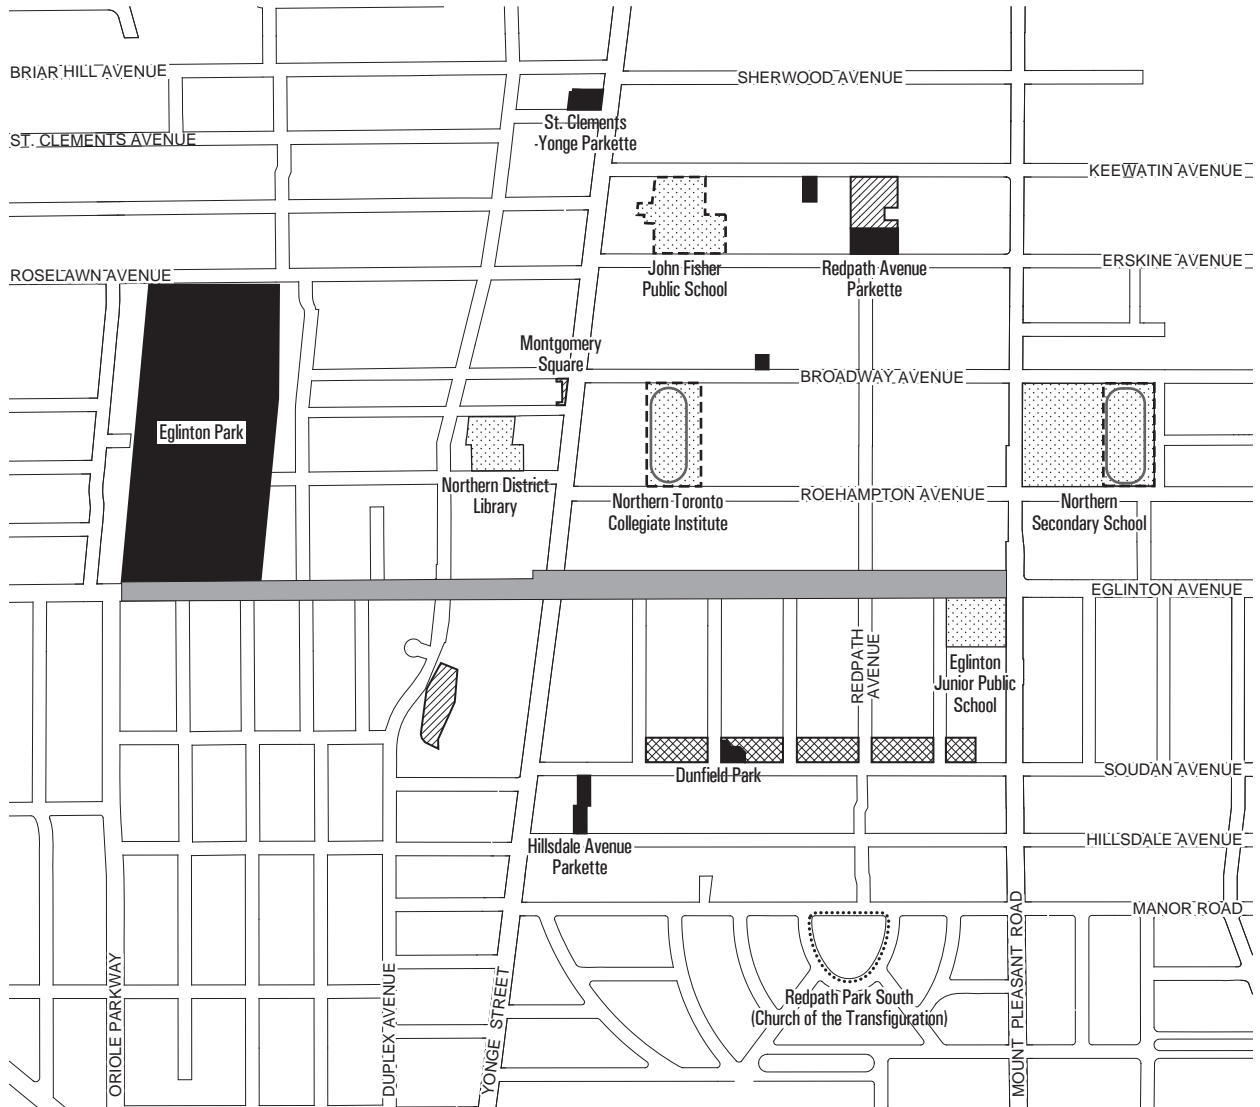 BRIAR HILL AVENUE
SHERWOOD AVENUE
St. Clements
-Yonge Parkette
ST. CLEMENTS AVENUE
KEEWATIN AVENUE
ROSELAWN AVENUE
John Fisher
Public School
Redpath Avenue
Parkette
ERSKINE AVENUE
Montgomery
Square
BROADWAY AVENUE
Eglinton Park
Northern District
Library
Northern Toronto
Collegiate Institute
ROEHAMPTON AVENUE
Northern
Secondary School
EGLINTON AVENUE
REDPATH
AVENUE
Eglinton
Junior Public
School
Dunfield Park
SOUDAN AVENUE
Hillsdale Avenue
Parkette
HILLSDALE AVENUE
MANOR ROAD
ORIOLE PARKWAY
DUPLEX AVENUE
YONGE STREET
Redpath Park South
(Church of the Transfiguration)
MOUNT PLEASANT ROAD